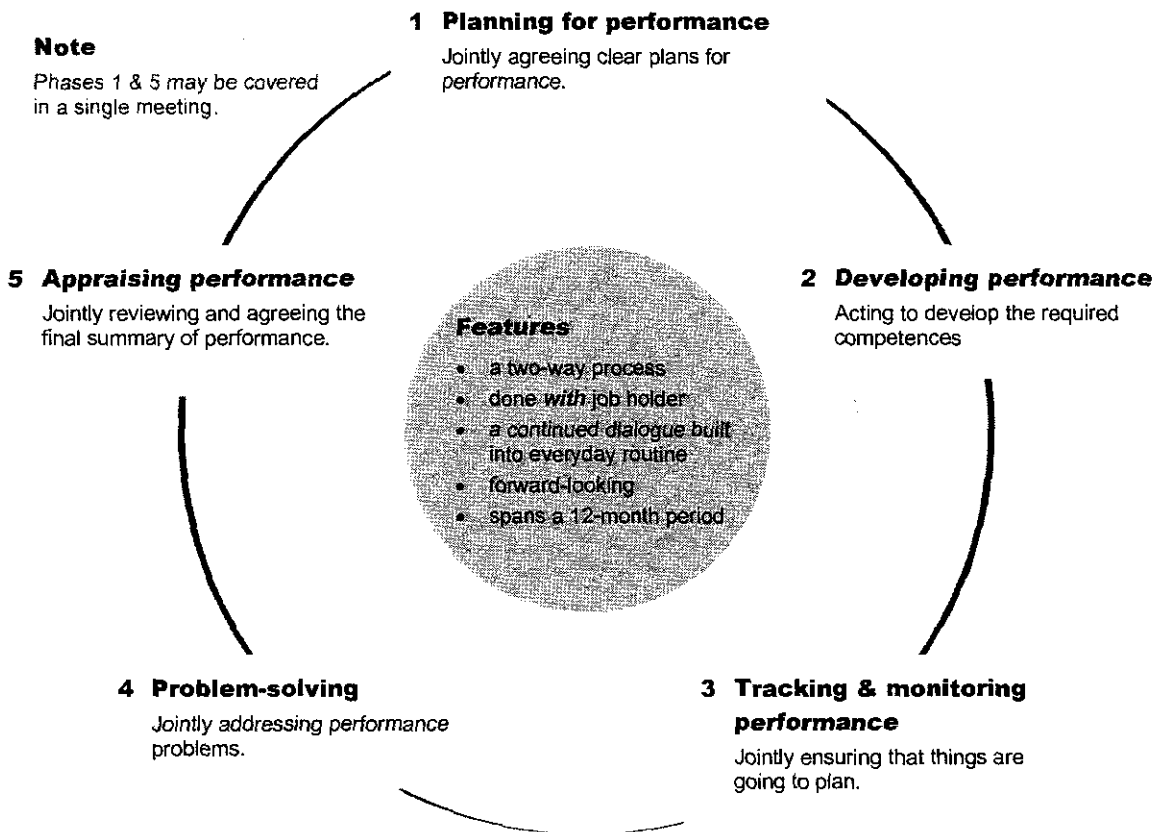 Note
Phases 1 & 5 may be covered
in a single meeting.
1 Planning for performance
Jointly agreeing clear plans for
performance.
2 Developing performance
Acting to develop the required
competences
3 Tracking & monitoring
performance
Jointly ensuring that things are
going to plan.
4 Problem-solving
Jointly addressing performance
problems.
5 Appraising performance
Jointly reviewing and agreeing the
final summary of performance.
Features
• a two-way process
• done with job holder
• a continued dialogue built
into everyday routine
• forward-looking
• spans a 12-month period